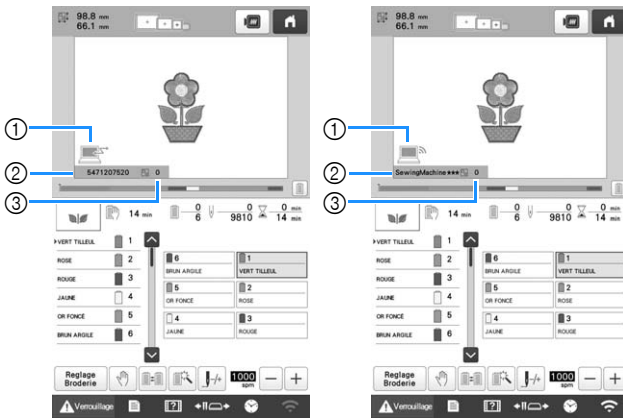 98.8 mm
66.1 mm
①
②
5471207520 0
③
14 min
0
6
0
9810
0 min
14 min
VERT TILLEUL 1
ROSE 2
ROUGE 3
JAUNE 4
OR FONCÉ 5
BRUN ARGILE 6
6
BRUN ARGILE
1
VERT TILLEUL
5
OR FONCÉ
2
ROSE
4
JAUNE
3
ROUGE
Reglage
Broderie
1000
spm
- +
Verrouillage
98.8 mm
66.1 mm
①
②
SewingMachine★★★ 0
③
14 min
0
6
0
9810
0 min
14 min
VERT TILLEUL 1
ROSE 2
ROUGE 3
JAUNE 4
OR FONCÉ 5
BRUN ARGILE 6
6
BRUN ARGILE
1
VERT TILLEUL
5
OR FONCÉ
2
ROSE
4
JAUNE
3
ROUGE
Reglage
Broderie
1000
spm
- +
Verrouillage